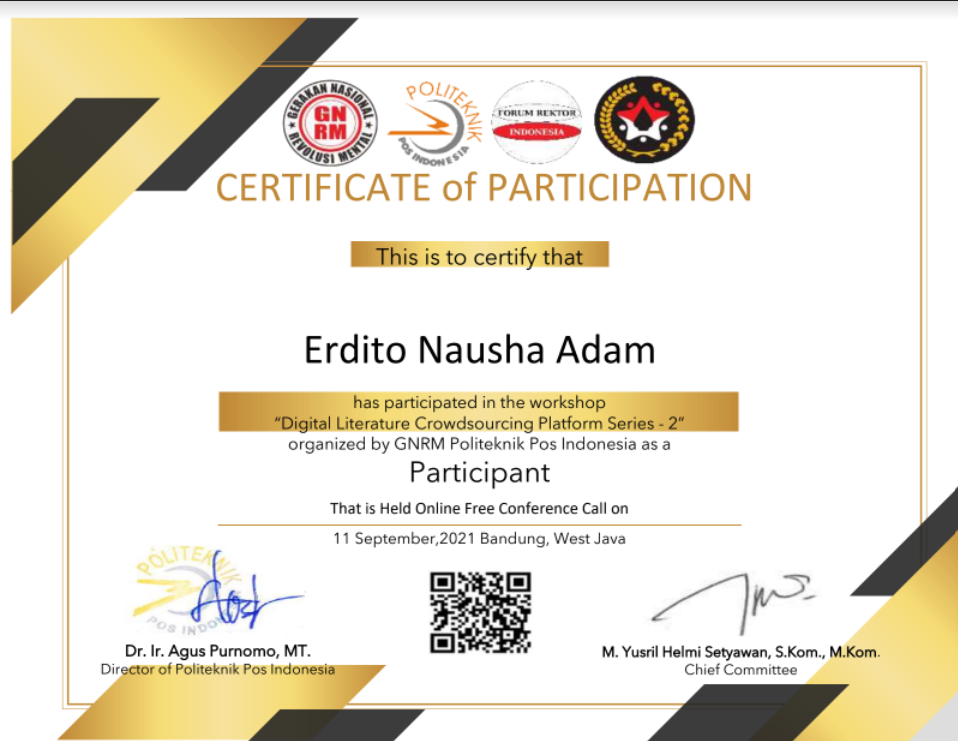 GERAKAN NASIONAL
GN
RM
REVOLUSI MENTAL
POLITEKNIK
POS INDONESIA
FORUM REKTOR
INDONESIA
CERTIFICATE of PARTICIPATION
This is to certify that
Erdito Nausha Adam
has participated in the workshop
“Digital Literature Crowdsourcing Platform Series - 2”
organized by GNRM Politeknik Pos Indonesia as a
Participant
That is Held Online Free Conference Call on
11 September,2021 Bandung, West Java
POLITEK
POS INDO
Dr. Ir. Agus Purnomo, MT.
Director of Politeknik Pos Indonesia
M. Yusril Helmi Setyawan, S.Kom., M.Kom.
Chief Committee